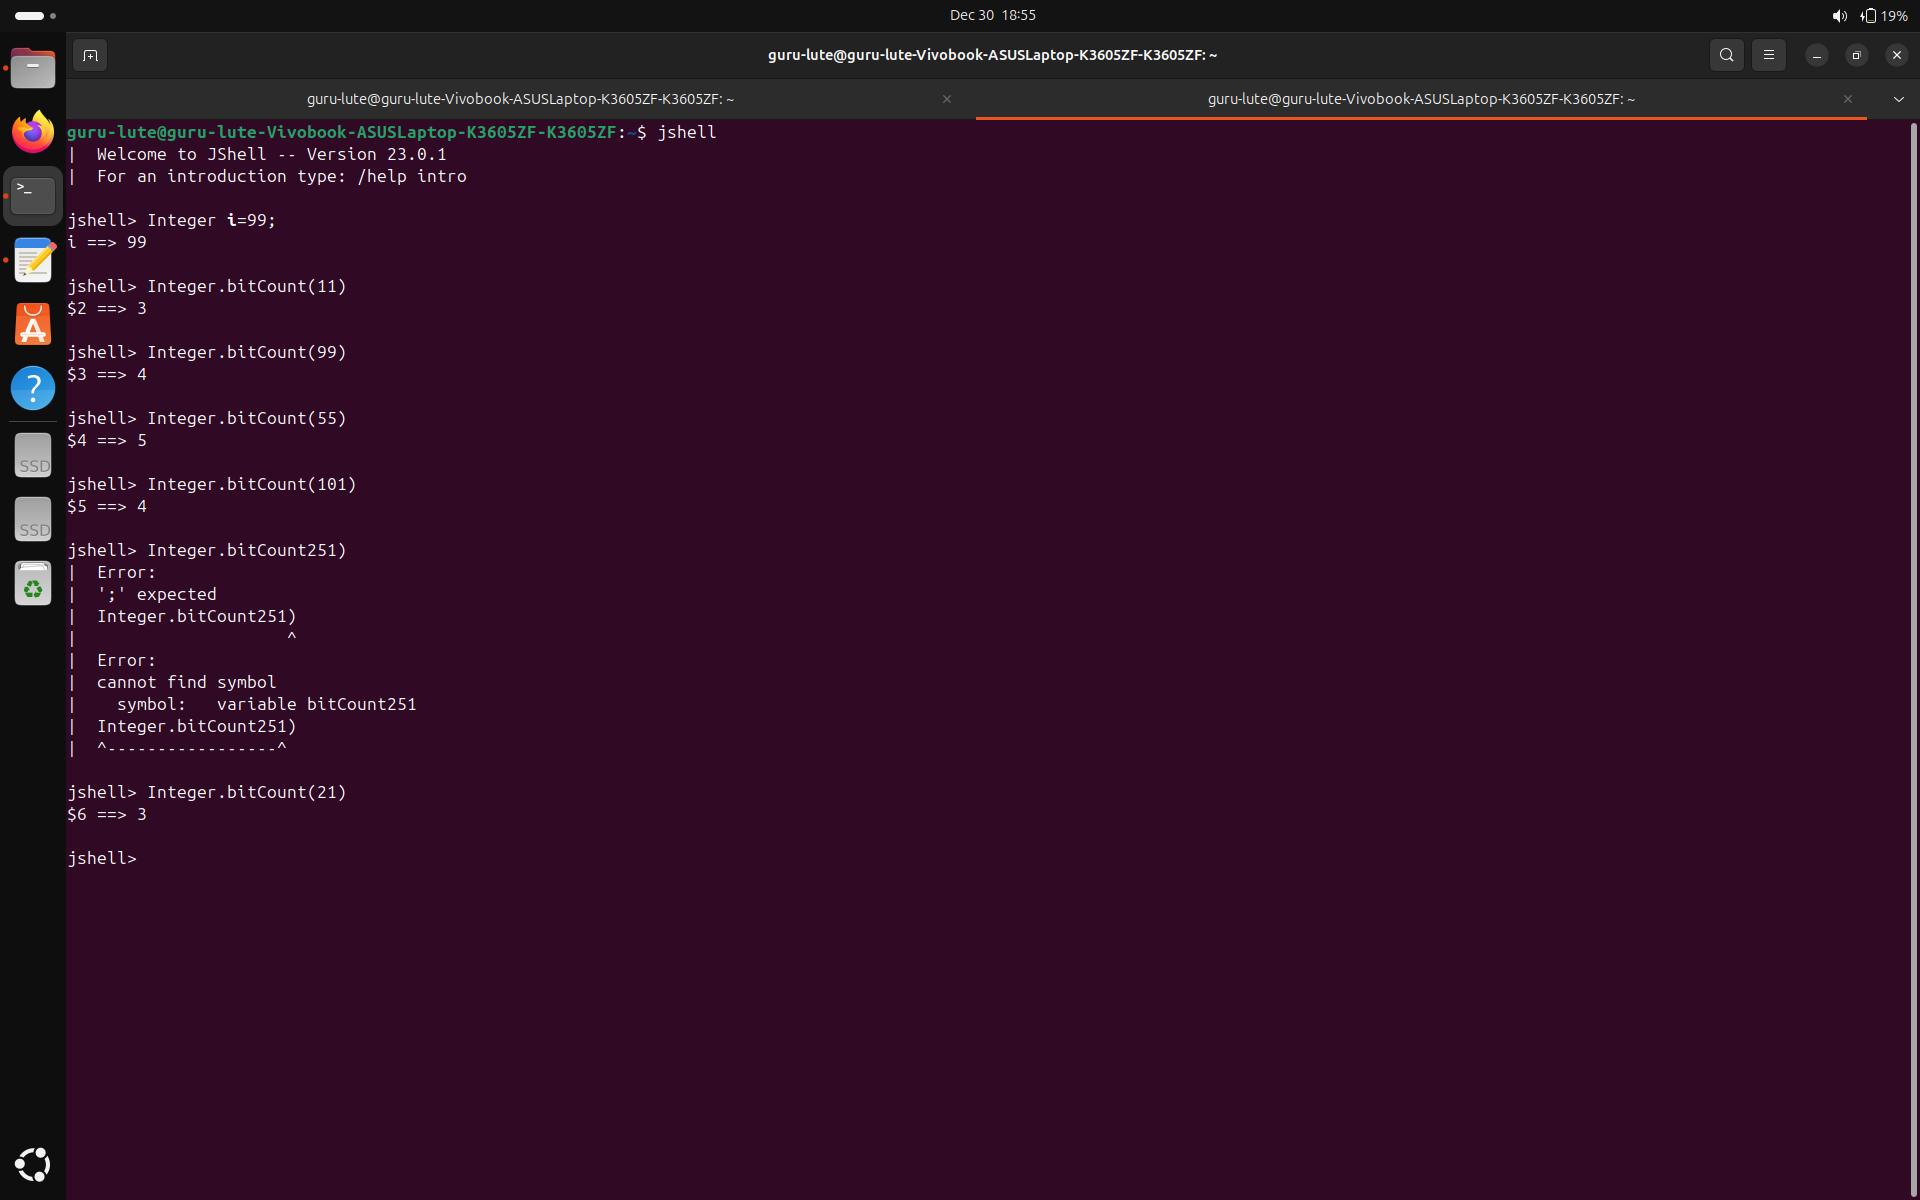 Dec 30 18:55
19%
guru-lute@guru-lute-Vivobook-ASUSLaptop-K3605ZF-K3605ZF: ~
guru-lute@guru-lute-Vivobook-ASUSLaptop-K3605ZF-K3605ZF: ~
guru-lute@guru-lute-Vivobook-ASUSLaptop-K3605ZF-K3605ZF: ~
guru-lute@guru-lute-Vivobook-ASUSLaptop-K3605ZF-K3605ZF:~$ jshell
|  Welcome to JShell -- Version 23.0.1
|  For an introduction type: /help intro
jshell> Integer i=99;
i ==> 99
jshell> Integer.bitCount(11)
$2 ==> 3
jshell> Integer.bitCount(99)
$3 ==> 4
jshell> Integer.bitCount(55)
$4 ==> 5
jshell> Integer.bitCount(101)
$5 ==> 4
jshell> Integer.bitCount251)
|  Error:
|  ';' expected
|  Integer.bitCount251)
|                     ^
|  Error:
|  cannot find symbol
|    symbol:   variable bitCount251
|  Integer.bitCount251)
|  ^-----------------^
jshell> Integer.bitCount(21)
$6 ==> 3
jshell>
>_
?
SSD
SSD